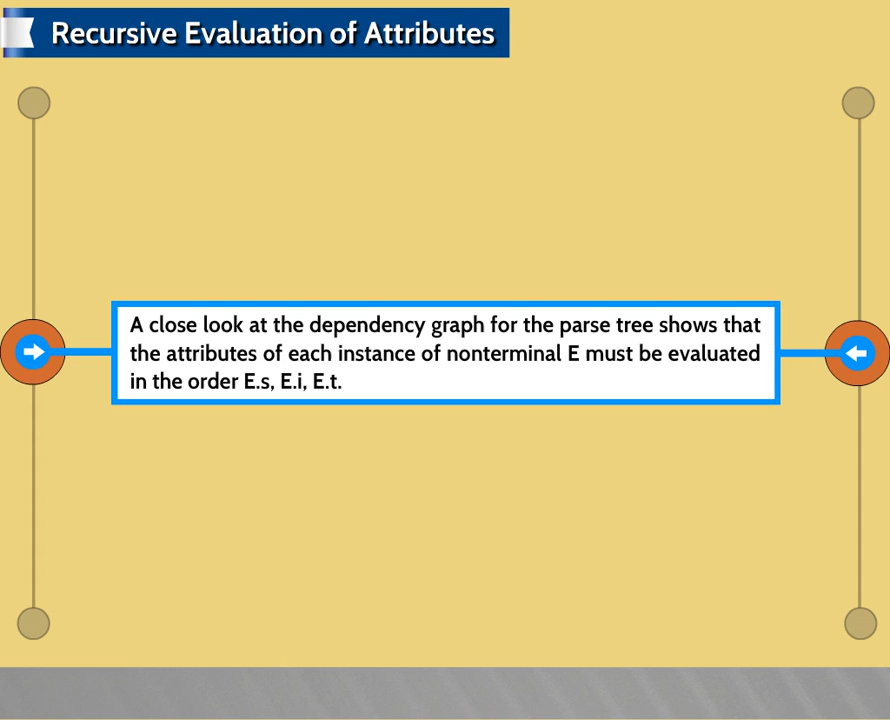 Recursive Evaluation of Attributes
A close look at the dependency graph for the parse tree shows that
the attributes of each instance of nonterminal E must be evaluated
in the order E.s, E.i, E.t.